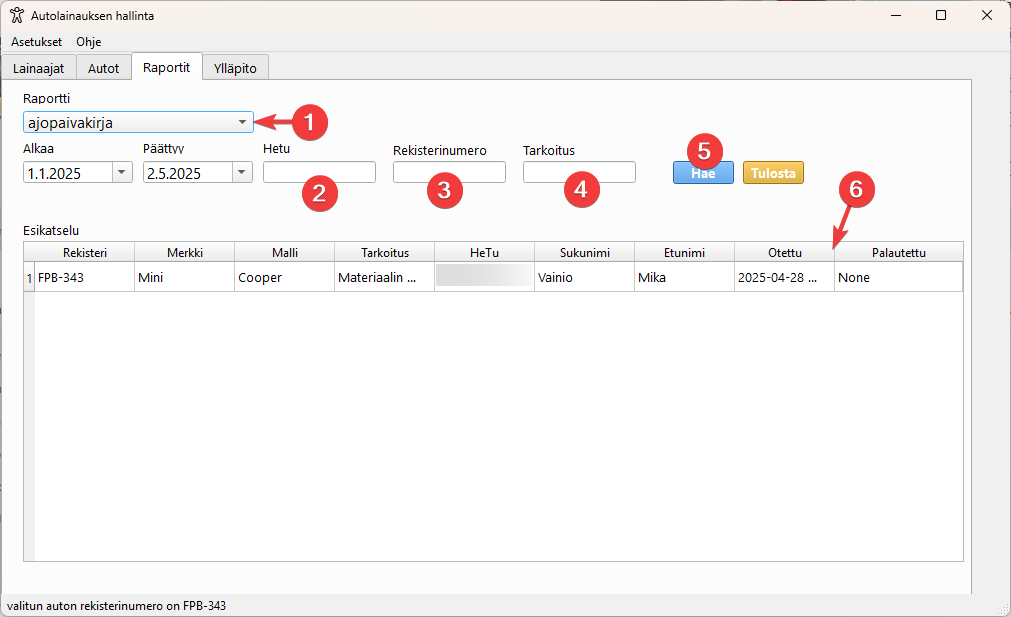 Autolainauksen hallinta
Asetukset Ohje
Lainaajat Autot Raportit Ylläpito
Raportti
ajopaivakirja 1
Alkaa Päättyy Hetu Rekisterinumero Tarkoitus 5
1.1.2025 2.5.2025 Hae Tulosta
2 3 4 6
Esikatselu
Rekisteri Merkki Malli Tarkoitus HeTu Sukunimi Etunimi Otettu Palautettu
1 FPB-343 Mini Cooper Materiaalin ... Vainio Mika 2025-04-28 ... None
valitun auton rekisterinumero on FPB-343